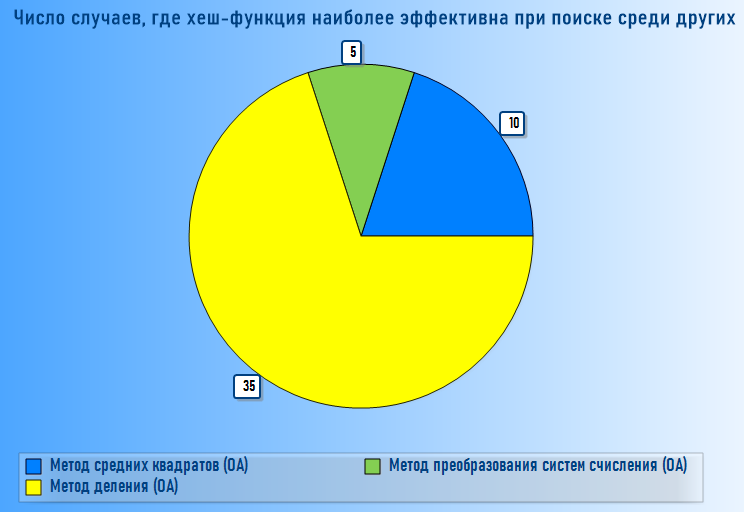 Число случаев, где хеш-функция наиболее эффективна при поиске среди других
5
10
35
Метод средних квадратов (ОА)
Метод преобразования систем счисления (ОА)
Метод деления (ОА)